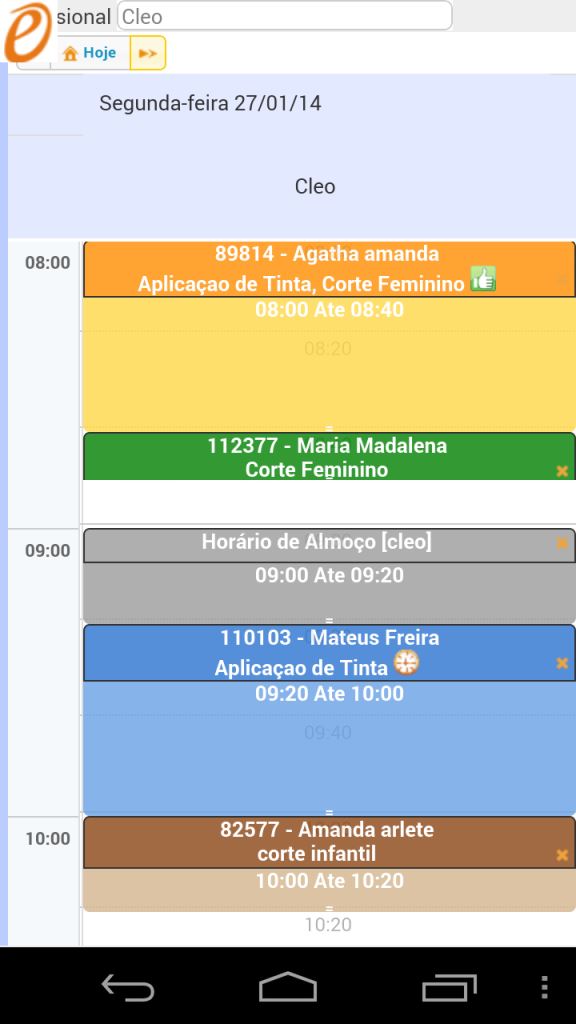 sional Cleo
Hoje
Segunda-feira 27/01/14
Cleo
08:00
89814 - Agatha amanda
Aplicaçao de Tinta, Corte Feminino
08:00 Ate 08:40
08:20
112377 - Maria Madalena
Corte Feminino
09:00
Horário de Almoço [cleo]
09:00 Ate 09:20
110103 - Mateus Freira
Aplicaçao de Tinta
09:20 Ate 10:00
09:40
10:00
82577 - Amanda arlete
corte infantil
10:00 Ate 10:20
10:20